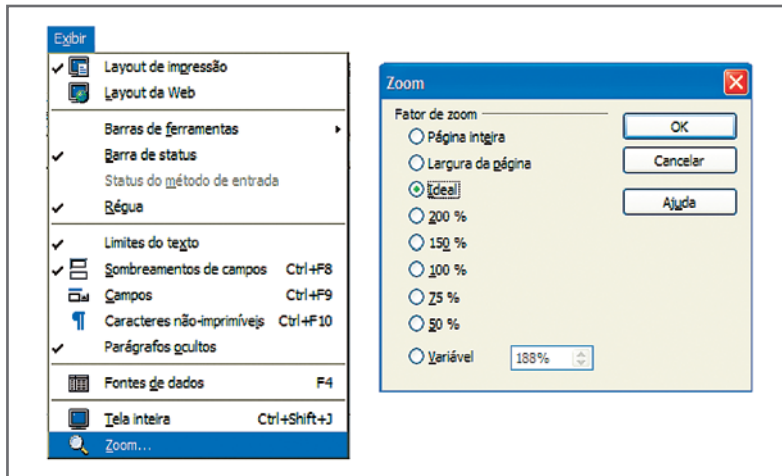 Exibir
Layout de impressão
Layout da Web
Barras de ferramentas
Barra de status
Status do método de entrada
Régua
Limites do texto
Sombreamentos de campos Ctrl+F8
Campos Ctrl+F9
Caracteres não-imprimíveis Ctrl+F10
Parágrafos ocultos
Fontes de dados F4
Tela inteira Ctrl+Shift+J
Zoom...
Zoom
Fator de zoom
Página inteira
Largura da página
Ideal
200 %
150 %
100 %
75 %
50 %
Variável 188%
OK
Cancelar
Ajuda